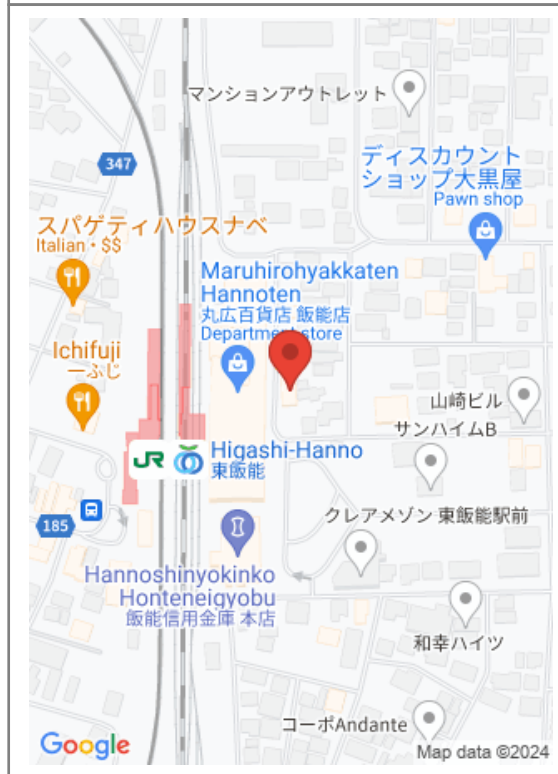 マンションアウトレット
ディスカウント
ショップ大黒屋
Pawn shop
347
スパゲティハウスナベ
Italian・$$
Maruhirohyakkaten
Hannoten
丸広百貨店 飯能店
Department store
Ichifuji
一ふじ
山崎ビル
サンハイムB
JR
Higashi-Hanno
東飯能
185
クレアメゾン 東飯能駅前
Hannoshinyokinko
Honteneigyobu
飯能信用金庫 本店
和幸ハイツ
コーポAndante
Google
Map data ©2024